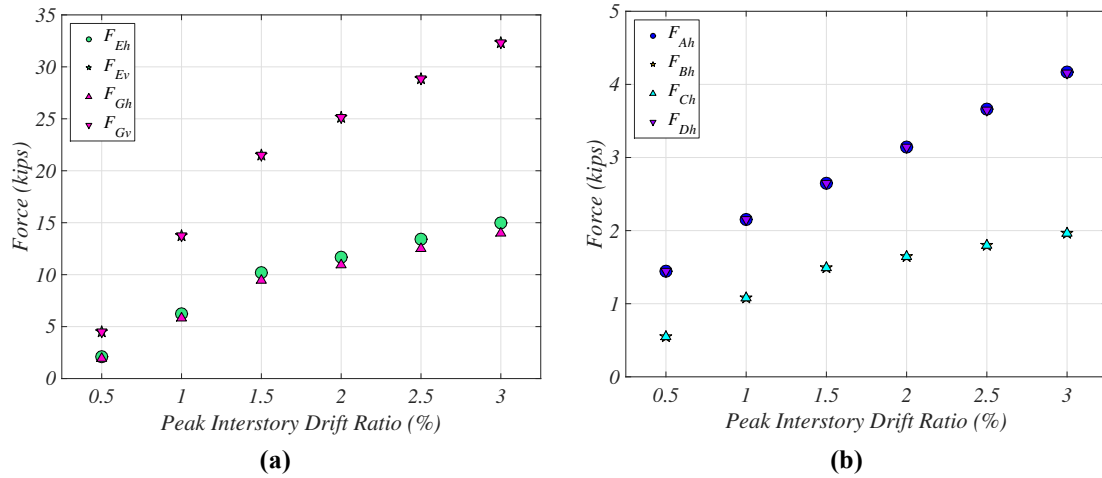 35
30
25
20
15
10
5
0
Force (kips)
F_Eh
F_Ev
F_Gh
F_Gv
0.5 1 1.5 2 2.5 3
Peak Interstory Drift Ratio (%)
(a)
5
4
3
2
1
0
Force (kips)
F_Ah
F_Bh
F_Ch
F_Dh
0.5 1 1.5 2 2.5 3
Peak Interstory Drift Ratio (%)
(b)